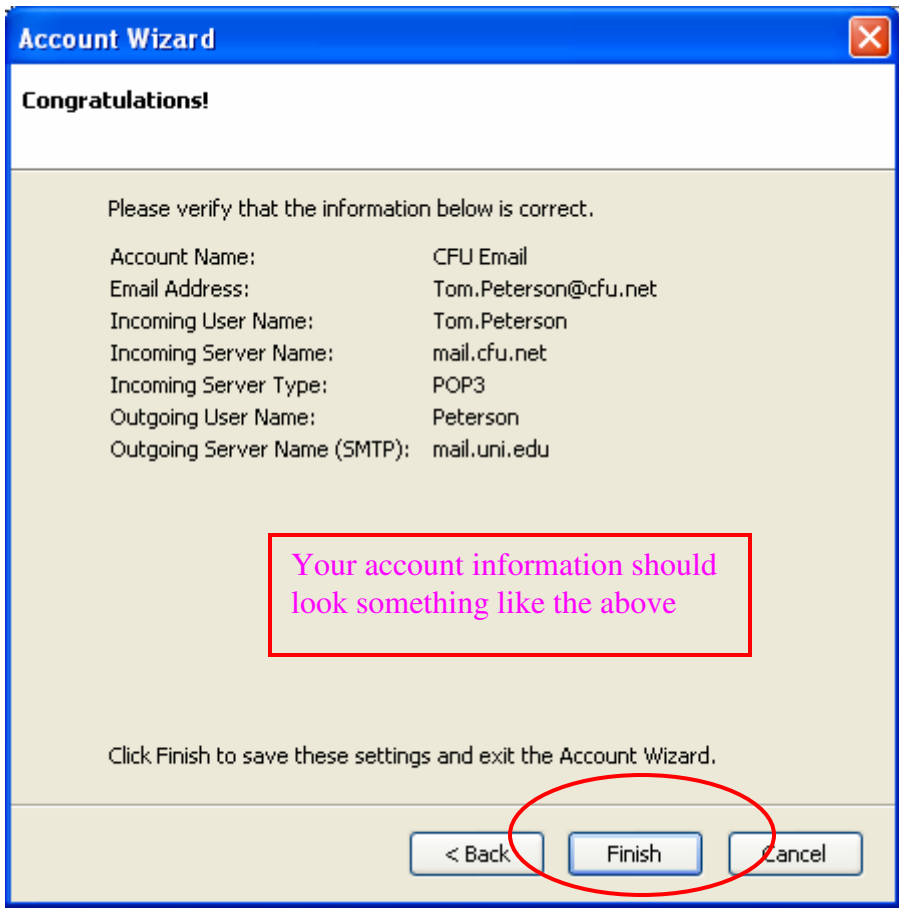 Account Wizard
Congratulations!
Please verify that the information below is correct.
Account Name: CFU Email
Email Address: Tom.Peterson@cfu.net
Incoming User Name: Tom.Peterson
Incoming Server Name: mail.cfu.net
Incoming Server Type: POP3
Outgoing User Name: Peterson
Outgoing Server Name (SMTP): mail.uni.edu
Your account information should
look something like the above
Click Finish to save these settings and exit the Account Wizard.
< Back Finish Cancel